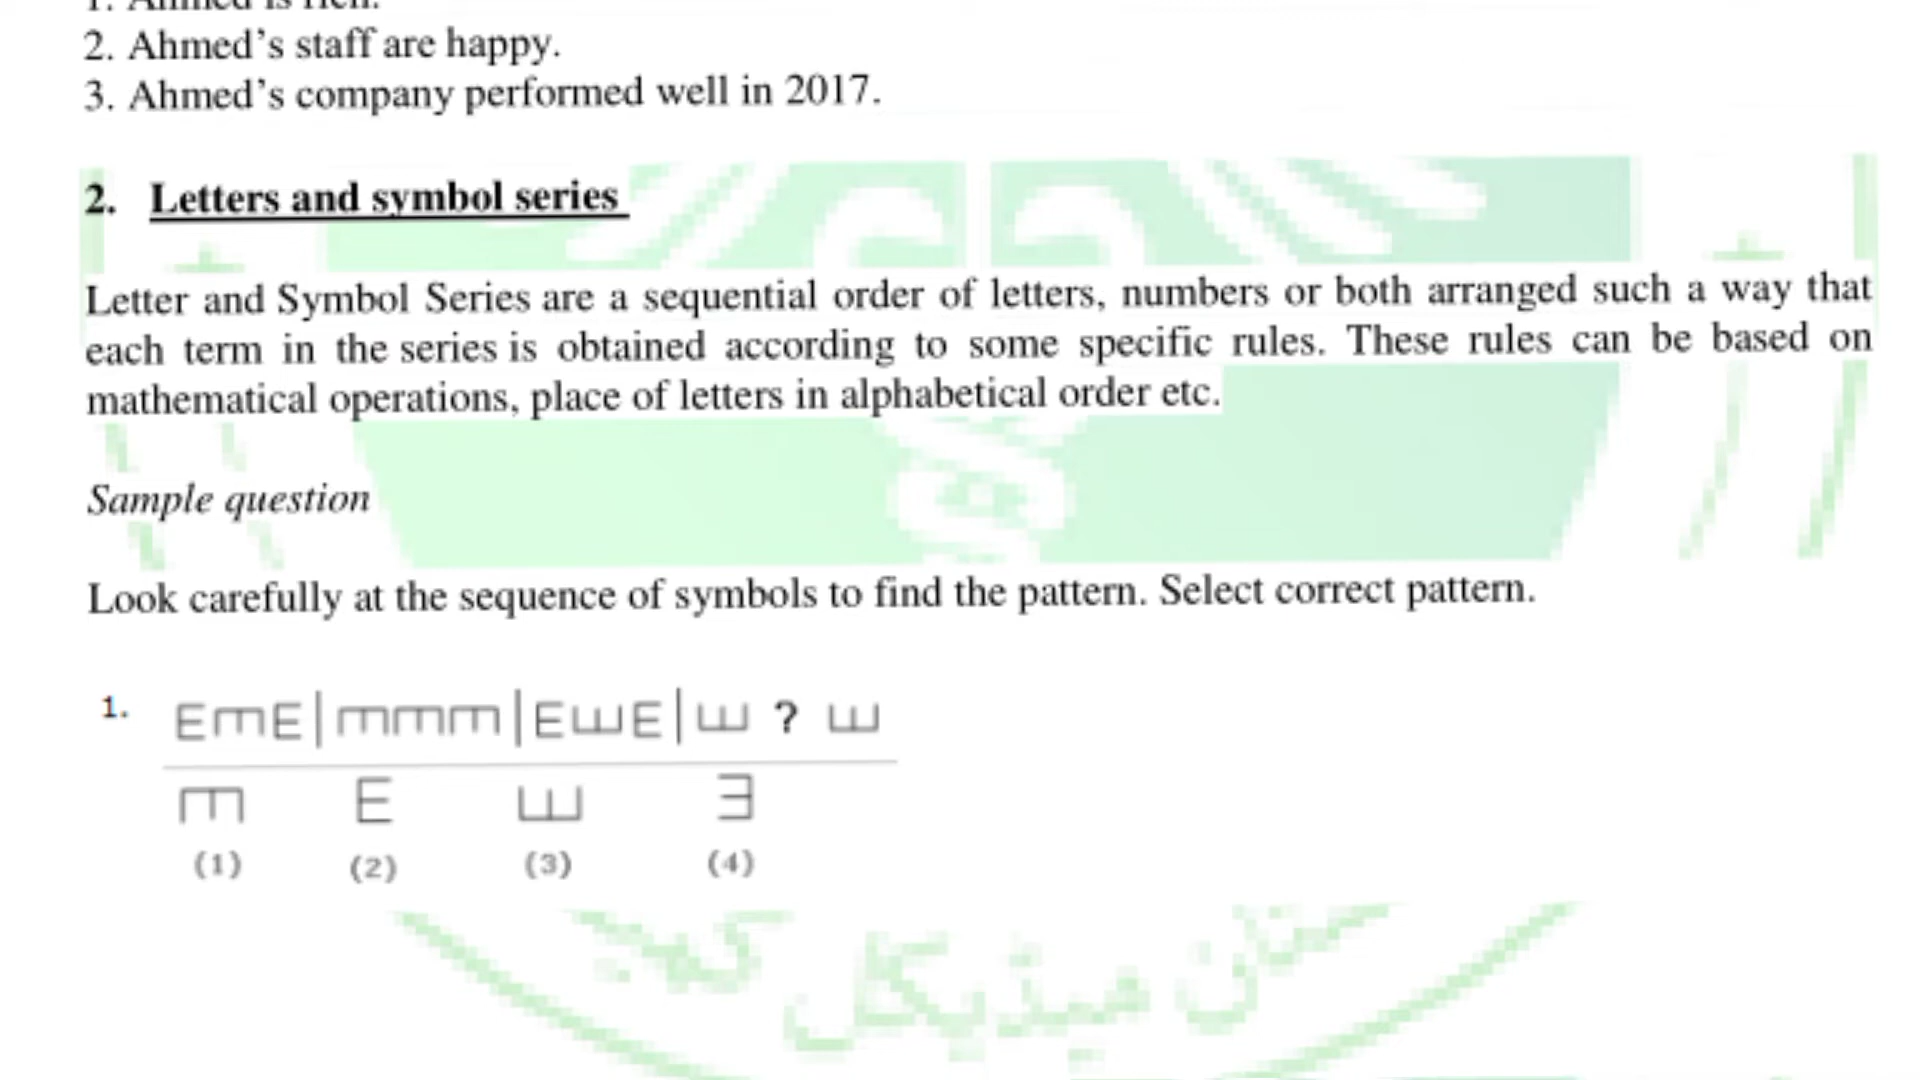 2. Ahmed's staff are happy.
3. Ahmed's company performed well in 2017.
2. Letters and symbol series
Letter and Symbol Series are a sequential order of letters, numbers or both arranged such a way that
each term in the series is obtained according to some specific rules. These rules can be based on
mathematical operations, place of letters in alphabetical order etc.
Sample question
Look carefully at the sequence of symbols to find the pattern. Select correct pattern.
1. EmE|mmm|EШE|Ш ? Ш
m E Ш Ǝ
(1) (2) (3) (4)